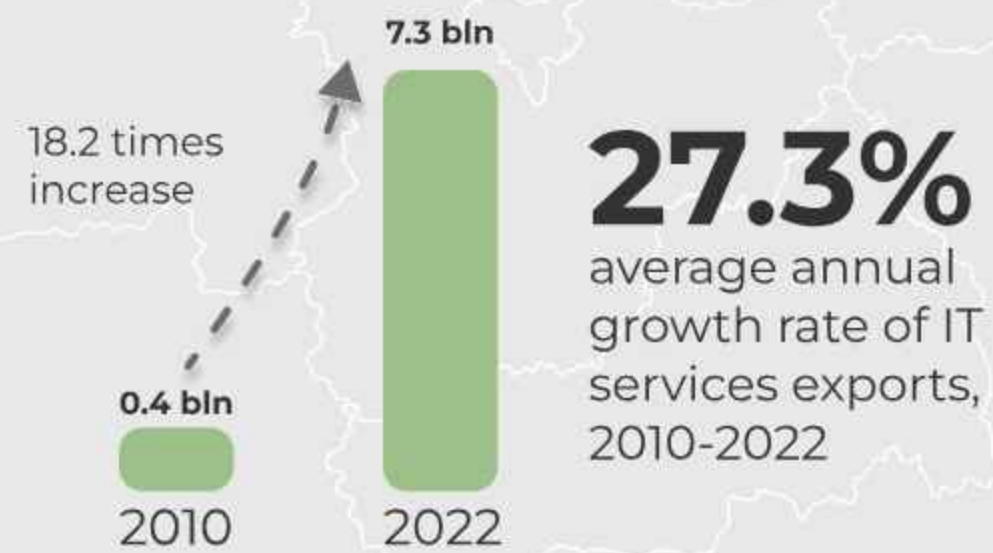 7.3 bln
18.2 times
increase
27.3%
average annual
growth rate of IT
services exports,
2010-2022
0.4 bln
2010
2022